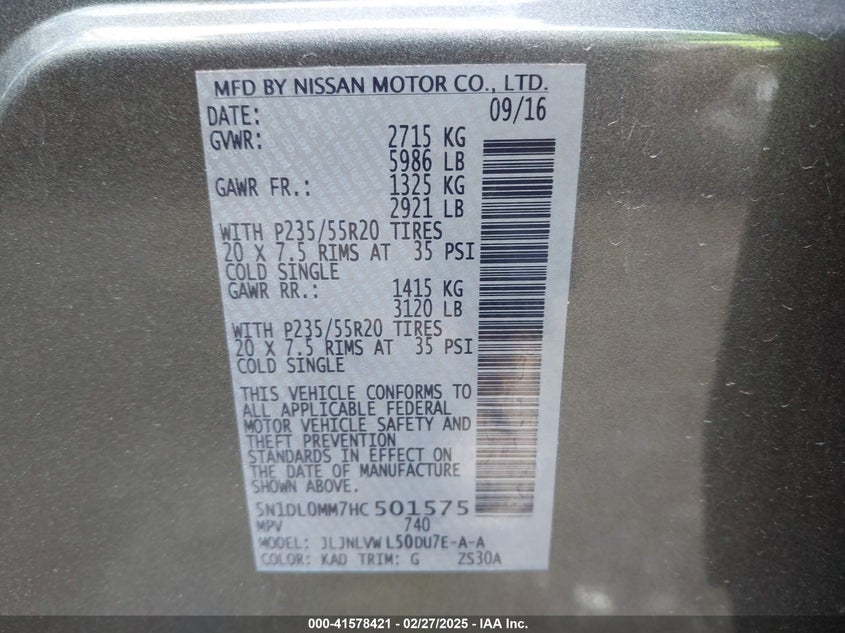 MFD BY NISSAN MOTOR CO., LTD.
DATE: 09/16
GVWR: 2715 KG
5986 LB
GAWR FR.: 1325 KG
2921 LB
WITH P235/55R20 TIRES
20 X 7.5 RIMS AT 35 PSI
COLD SINGLE
GAWR RR.: 1415 KG
3120 LB
WITH P235/55R20 TIRES
20 X 7.5 RIMS AT 35 PSI
COLD SINGLE
THIS VEHICLE CONFORMS TO
ALL APPLICABLE FEDERAL
MOTOR VEHICLE SAFETY AND
THEFT PREVENTION
STANDARDS IN EFFECT ON
THE DATE OF MANUFACTURE
SHOWN ABOVE.
5N1DL0MM7HC501575
MPV 740
MODEL: JLJNLVW L50DU7E-A-A
COLOR: KAD TRIM: G ZS30A
000-41578421 - 02/27/2025 - IAA Inc.